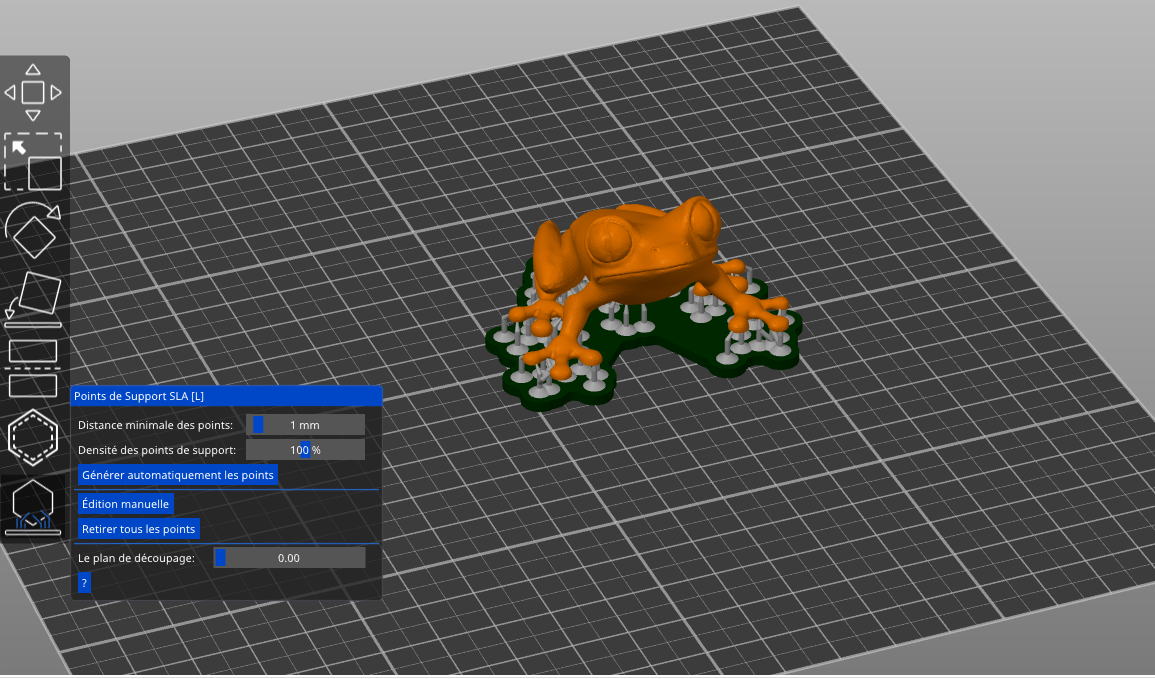 Points de Support SLA [L]
Distance minimale des points: 1 mm
Densité des points de support: 100 %
Générer automatiquement les points
Édition manuelle
Retirer tous les points
Le plan de découpage: 0.00
?